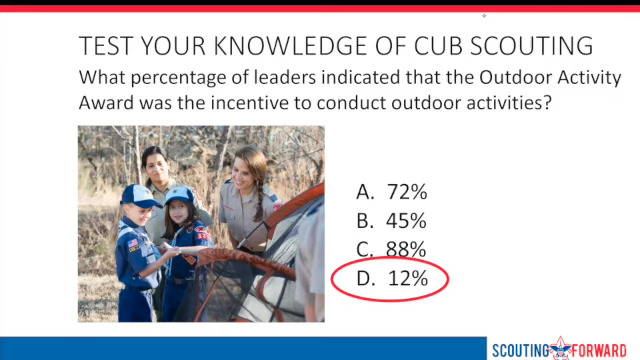 TEST YOUR KNOWLEDGE OF CUB SCOUTING
What percentage of leaders indicated that the Outdoor Activity
Award was the incentive to conduct outdoor activities?
A. 72%
B. 45%
C. 88%
D. 12%
SCOUTING FORWARD